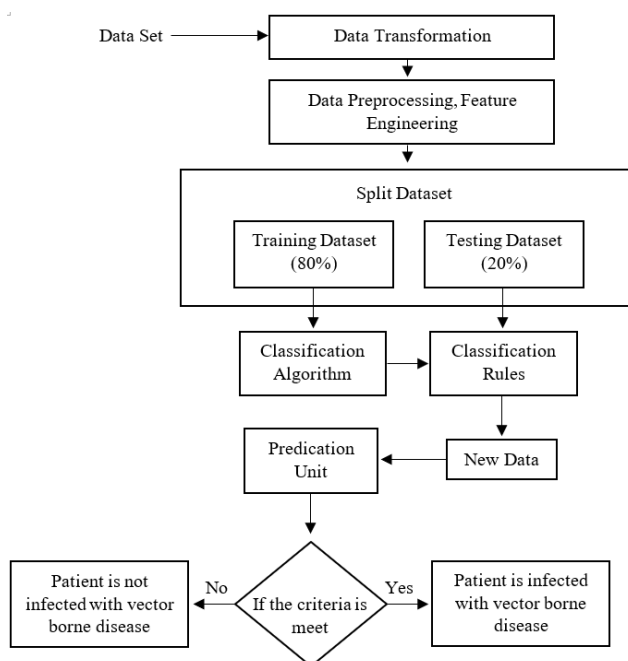 Data Set
Data Transformation
Data Preprocessing, Feature
Engineering
Split Dataset
Training Dataset
(80%)
Testing Dataset
(20%)
Classification
Algorithm
Classification
Rules
Predication
Unit
New Data
Patient is not
infected with vector
borne disease
No
If the criteria is
meet
Yes
Patient is infected
with vector borne
disease